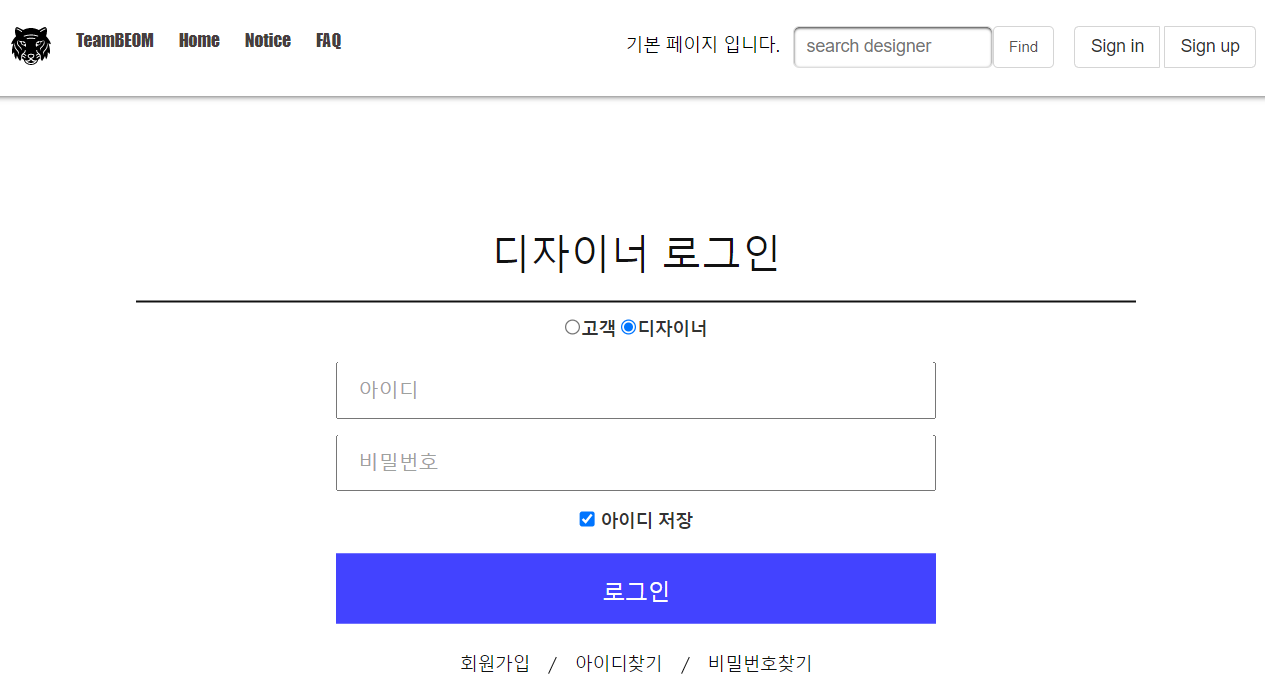 TeamBEOM Home Notice FAQ 기본 페이지 입니다. search designer Find Sign in Sign up
디자이너 로그인
고객 디자이너
아이디
비밀번호
아이디 저장
로그인
회원가입 / 아이디찾기 / 비밀번호찾기